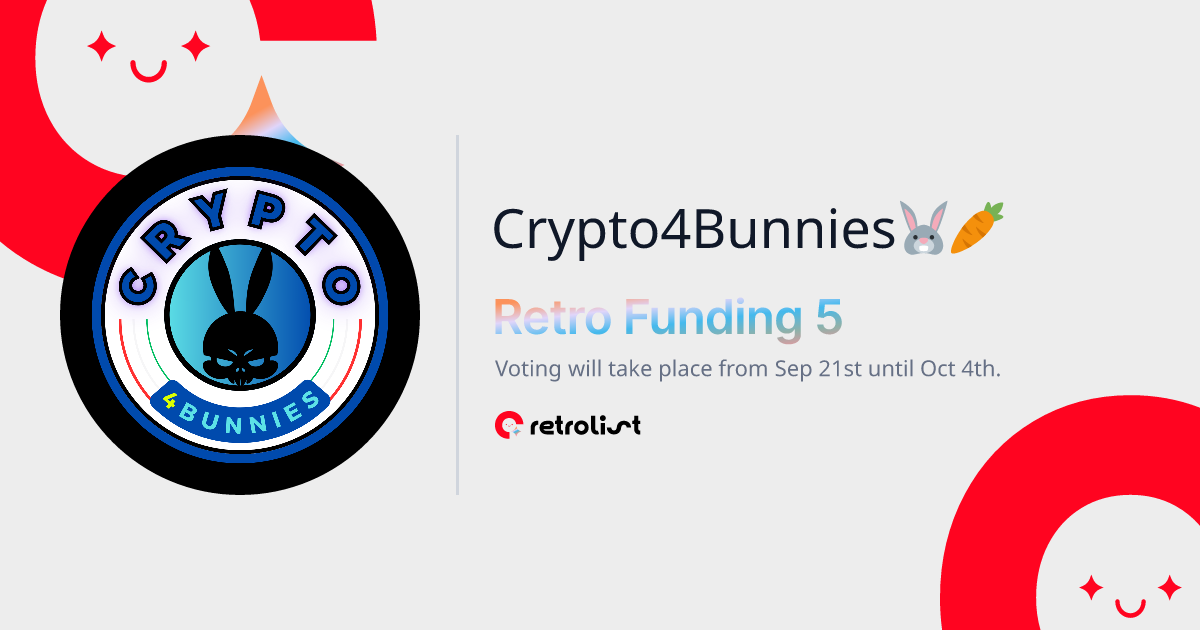 CRYPTO
4BUNNIES
Crypto4Bunnies🐰🥕
Retro Funding 5
Voting will take place from Sep 21st until Oct 4th.
retrolist